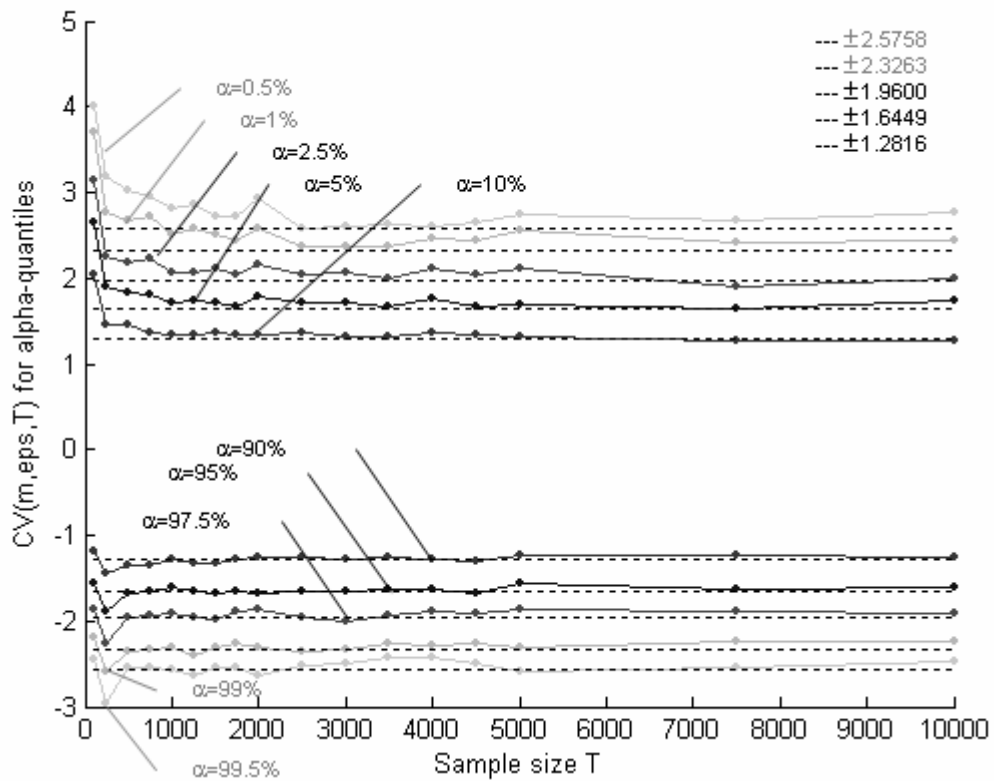 5
4
3
2
1
0
-1
-2
-3
CV(m,eps,T) for alpha-quantiles
--- ±2.5758
--- ±2.3263
--- ±1.9600
--- ±1.6449
--- ±1.2816
α=0.5%
α=1%
α=2.5%
α=5%
α=10%
α=90%
α=95%
α=97.5%
α=99%
α=99.5%
0 1000 2000 3000 4000 5000 6000 7000 8000 9000 10000
Sample size T